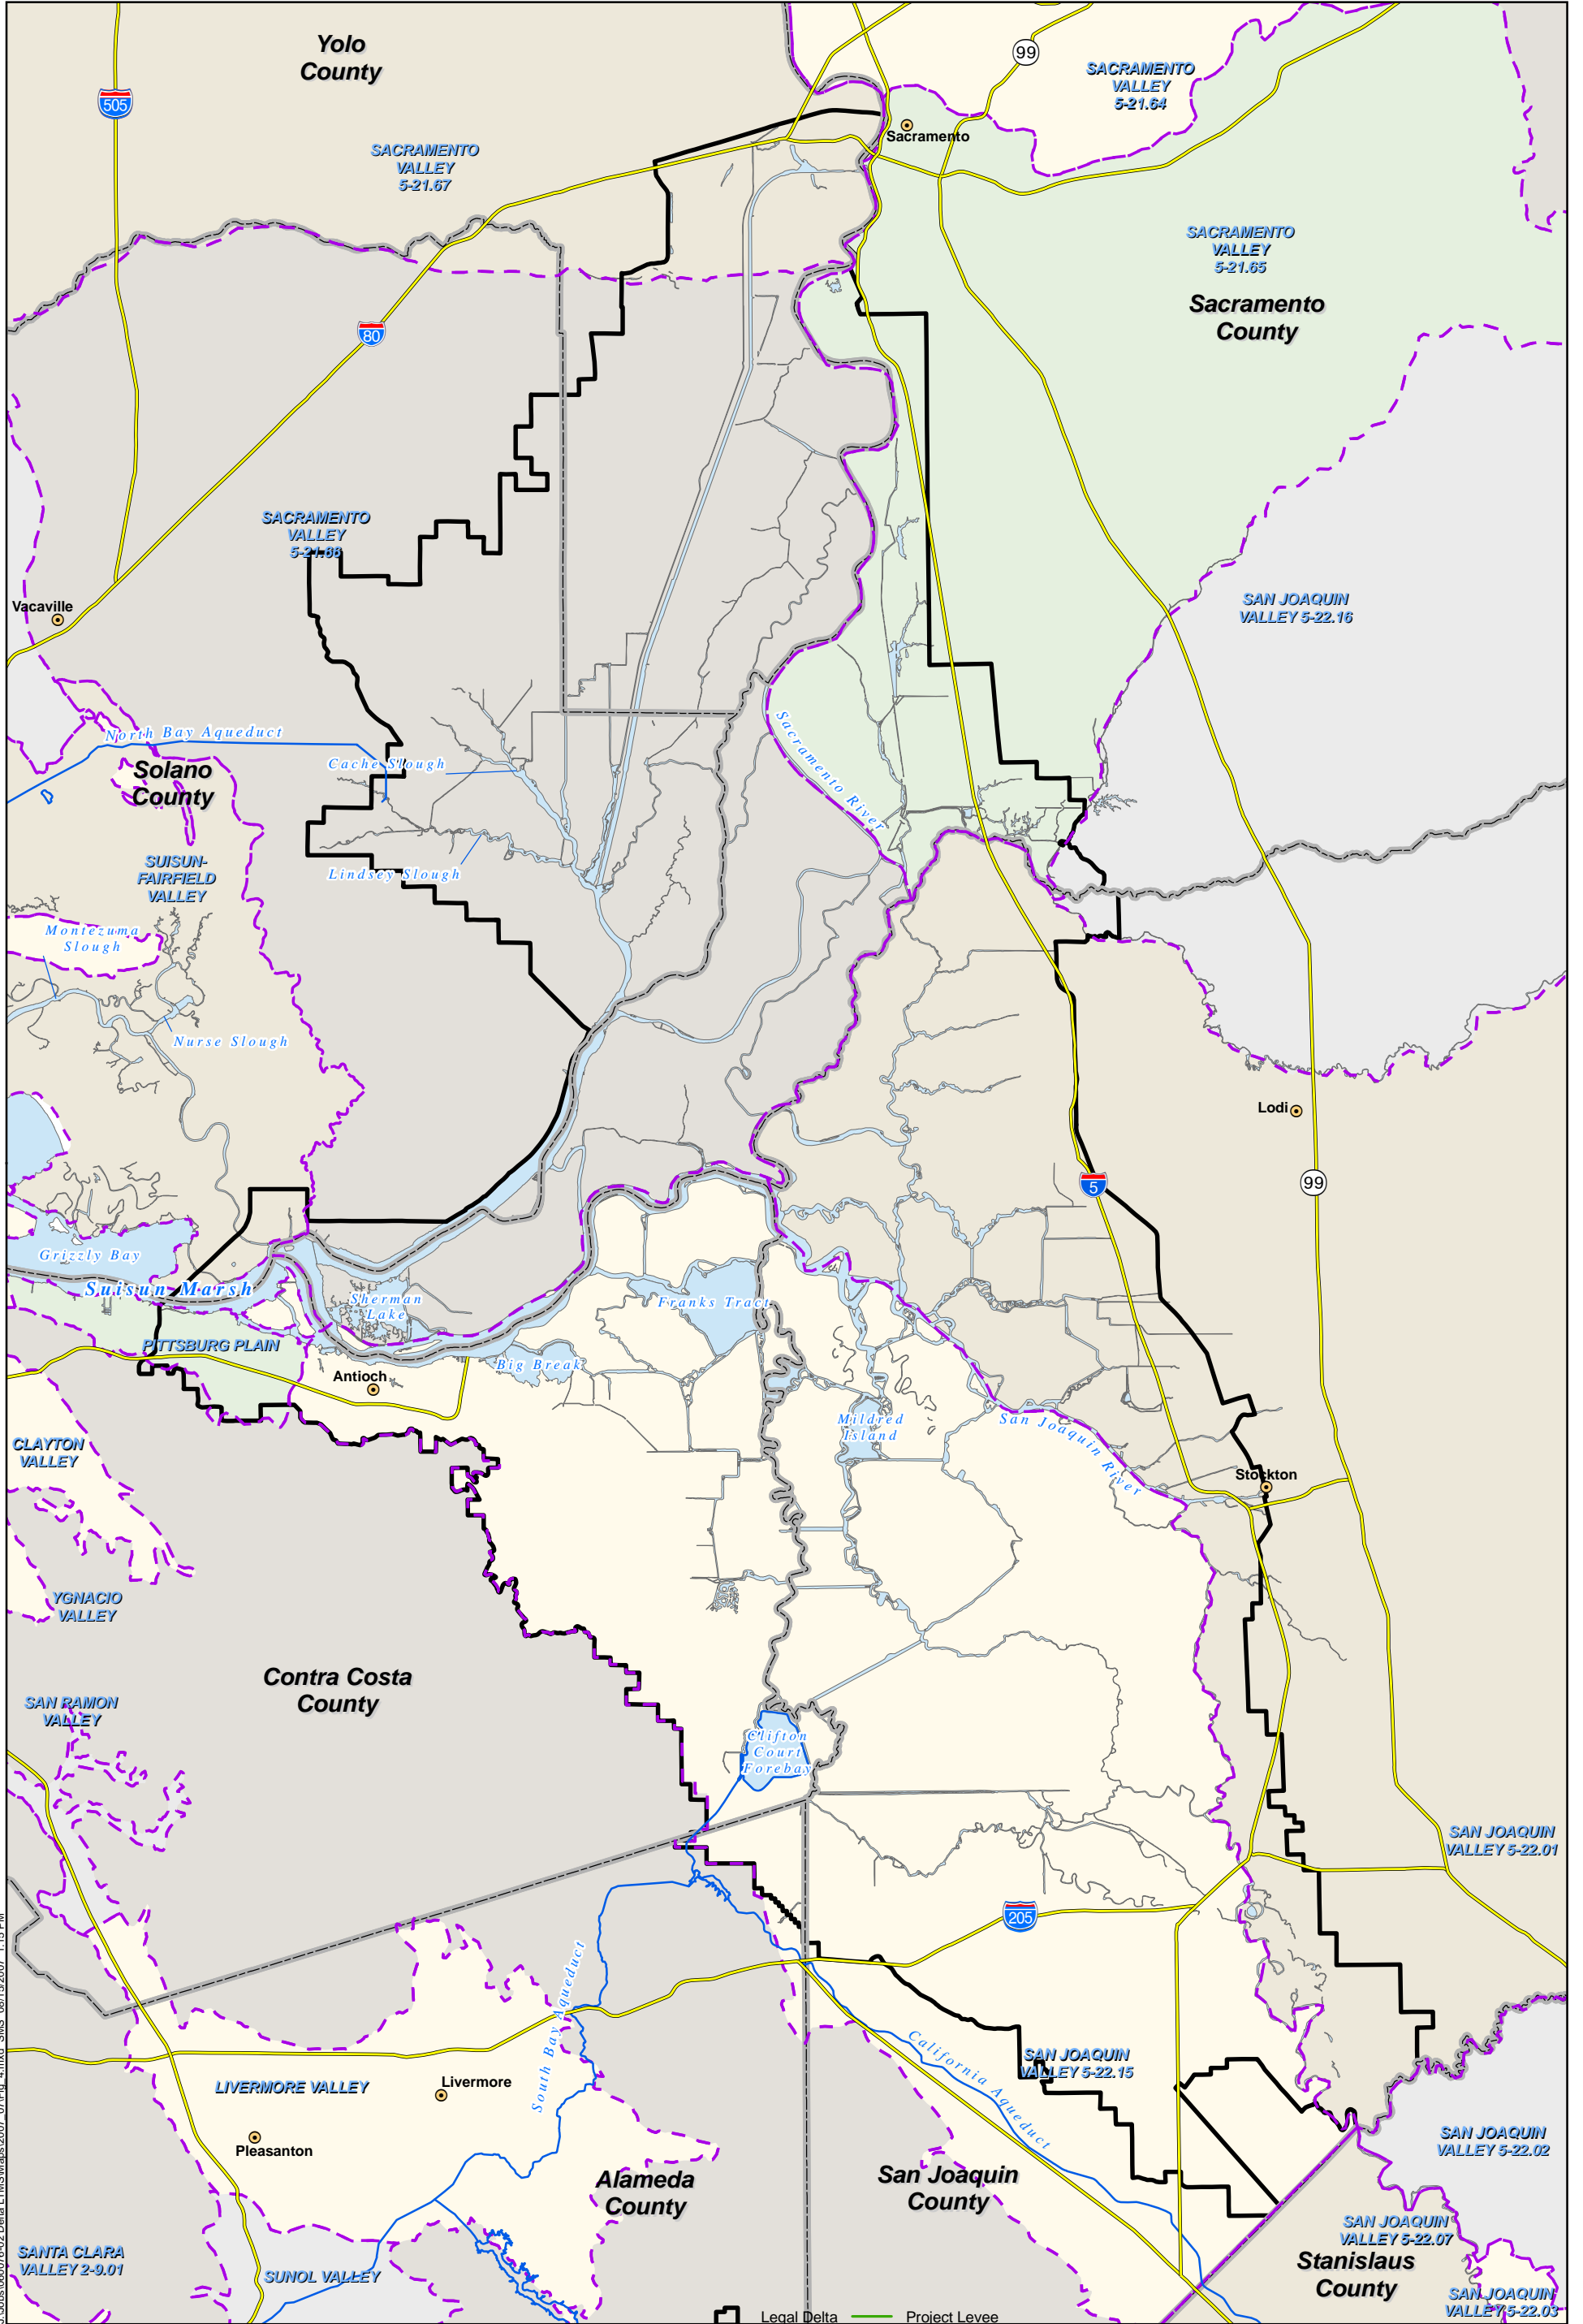 Yolo
County
99
SACRAMENTO
VALLEY
5-21.64
505
Sacramento
SACRAMENTO
VALLEY
5-21.67
SACRAMENTO
VALLEY
5-21.65
Sacramento
County
80
SACRAMENTO
VALLEY
Vacaville
SAN JOAQUIN
VALLEY 5-22.16
North Bay Aqueduct
Sacramento River
Cache Slough
Solano
County
SUISUN-
FAIRFIELD
VALLEY
Lindsey Slough
Montezuma
Slough
Nurse Slough
Lodi
5
99
Grizzly Bay
Suisun Marsh
Sherman
Lake
Franks Tract
PITTSBURG PLAIN
Big Break
Antioch
Mildred
Island
San Joaquin River
CLAYTON
VALLEY
Stockton
YGNACIO
VALLEY
Contra Costa
County
SAN RAMON
VALLEY
Clifton
Court
Forebay
SAN JOAQUIN
VALLEY 5-22.01
205
South Bay Aqueduct
California Aqueduct
SAN JOAQUIN
VALLEY 5-22.15
LIVERMORE VALLEY
Livermore
Pleasanton
SAN JOAQUIN
VALLEY 5-22.02
Alameda
County
San Joaquin
County
SAN JOAQUIN
VALLEY 5-22.07
SANTA CLARA
VALLEY 2-9.01
SUNOL VALLEY
Stanislaus
County
SAN JOAQUIN
VALLEY 5-22.03
Legal Delta
Project Levee